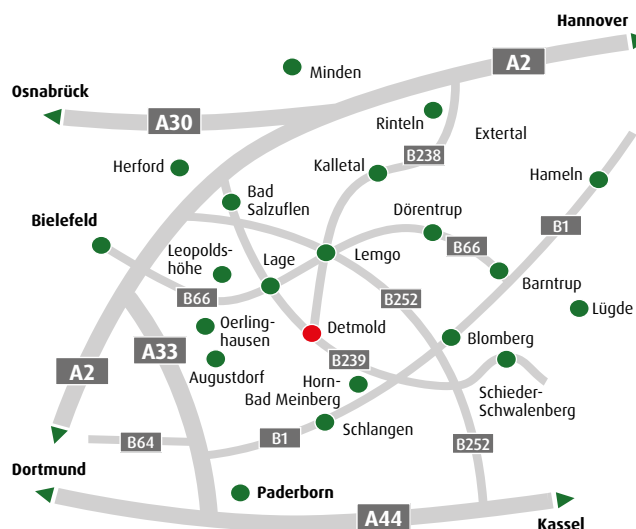 Hannover
A2
Minden
Osnabrück
A30
Rinteln
Extertal
B238
Herford
Kalletal
Hameln
Bad
Salzuflen
Dörentrup
B1
Bielefeld
Leopolds-
höhe
Lage
Lemgo
B66
Barntrup
B66
B252
Lügde
Oerling-
hausen
Detmold
Blomberg
A33
B239
A2
Augustdorf
Horn-
Bad Meinberg
Schieder-
Schwalenberg
B64
B1
Schlangen
B252
Dortmund
Paderborn
A44
Kassel